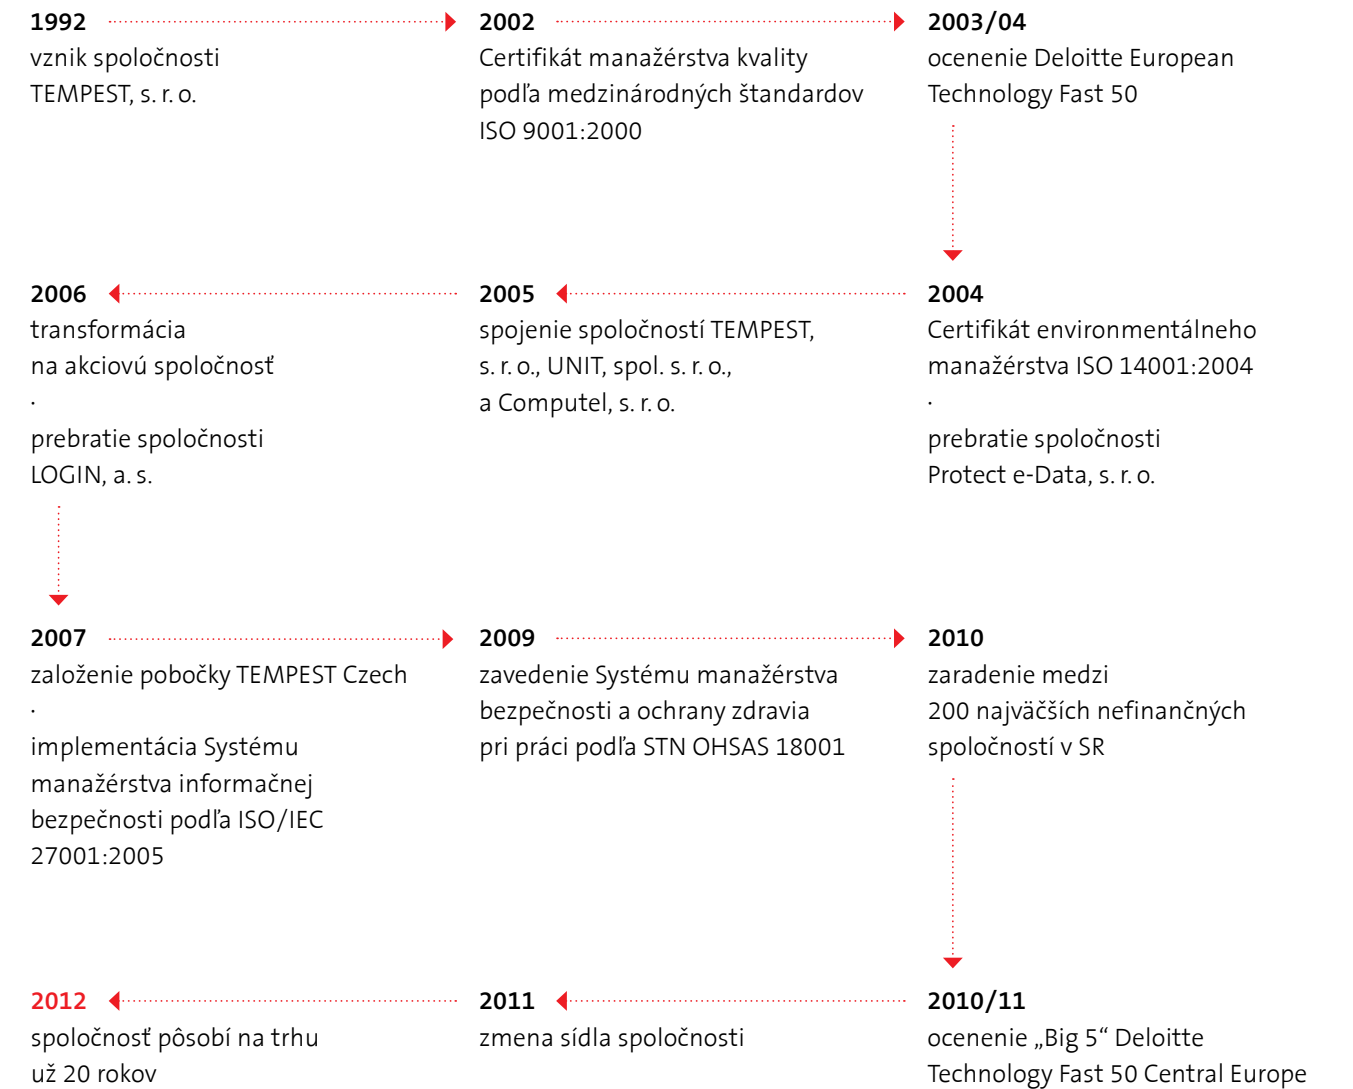 1992
vznik spoločnosti
TEMPEST, s. r. o.
2002
Certifikát manažérstva kvality
podľa medzinárodných štandardov
ISO 9001:2000
2003/04
ocenenie Deloitte European
Technology Fast 50
2004
Certifikát environmentálneho
manažérstva ISO 14001:2004
·
prebratie spoločnosti
Protect e-Data, s. r. o.
2005
spojenie spoločností TEMPEST,
s. r. o., UNIT, spol. s. r. o.,
a Computel, s. r. o.
2006
transformácia
na akciovú spoločnosť
·
prebratie spoločnosti
LOGIN, a. s.
2007
založenie pobočky TEMPEST Czech
·
implementácia Systému
manažérstva informačnej
bezpečnosti podľa ISO/IEC
27001:2005
2009
zavedenie Systému manažérstva
bezpečnosti a ochrany zdravia
pri práci podľa STN OHSAS 18001
2010
zaradenie medzi
200 najväčších nefinančných
spoločností v SR
2010/11
ocenenie „Big 5“ Deloitte
Technology Fast 50 Central Europe
2011
zmena sídla spoločnosti
2012
spoločnosť pôsobí na trhu
už 20 rokov